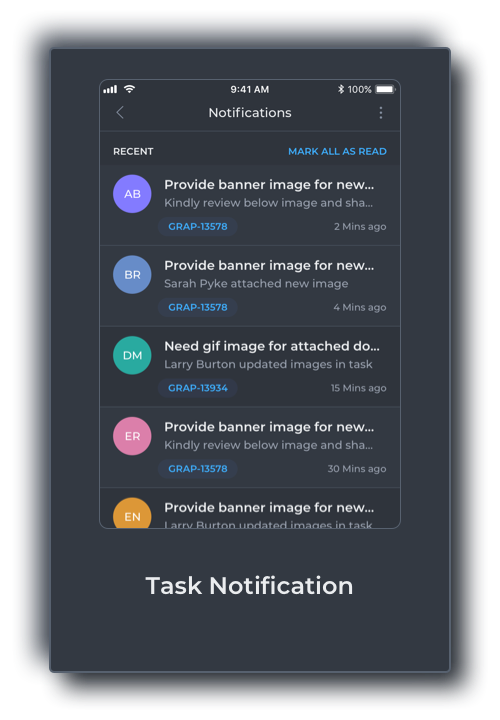 9:41 AM 100%
Notifications
RECENT MARK ALL AS READ
AB
Provide banner image for new...
Kindly review below image and sha...
GRAP-13578 2 Mins ago
BR
Provide banner image for new...
Sarah Pyke attached new image
GRAP-13578 4 Mins ago
DM
Need gif image for attached do...
Larry Burton updated images in task
GRAP-13934 15 Mins ago
ER
Provide banner image for new...
Kindly review below image and sha...
GRAP-13578 30 Mins ago
EN
Provide banner image for new...
Larry Burton updated images in task
Task Notification